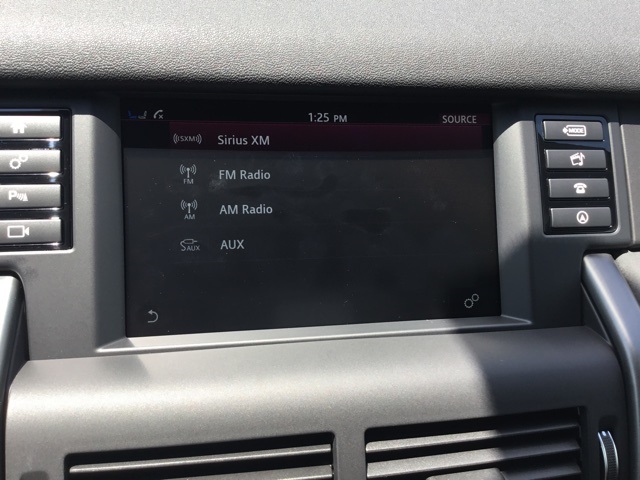 1:25 PM SOURCE
((SXM)) Sirius XM
MODE
FM FM Radio
AM AM Radio
AUX AUX
P
A